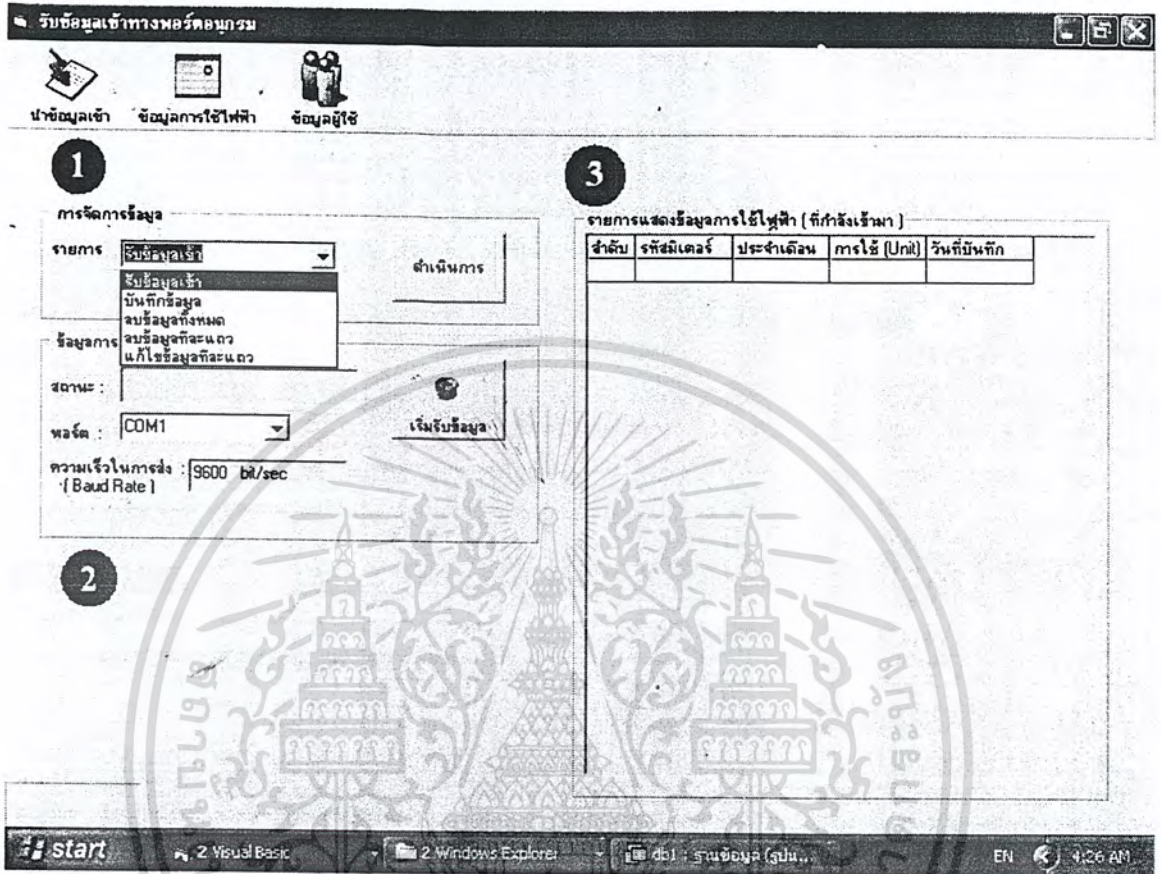 รับข้อมูลเข้าทางพอร์ตอนุกรม
นำข้อมูลเข้า
ข้อมูลการใช้ไฟฟ้า
ข้อมูลผู้ใช้
1
การจัดการข้อมูล
รายการ
รับข้อมูลเข้า
รับข้อมูลเข้า
บันทึกข้อมูล
ลบข้อมูลทั้งหมด
ลบข้อมูลทีละแถว
แก้ไขข้อมูลทีละแถว
ดำเนินการ
ข้อมูลการ
สถานะ :
พอร์ต : COM1
ความเร็วในการส่ง : 9600 bit/sec
( Baud Rate )
เริ่มรับข้อมูล
2
3
รายการแสดงข้อมูลการใช้ไฟฟ้า ( ที่กำลังเข้ามา )
ลำดับ รหัสมิเตอร์ ประจำเดือน การใช้ (Unit) วันที่บันทึก
start
2 Visual Basic
2 Windows Explorer
db1 : ฐานข้อมูล (รูปแ...
EN
4:26 AM